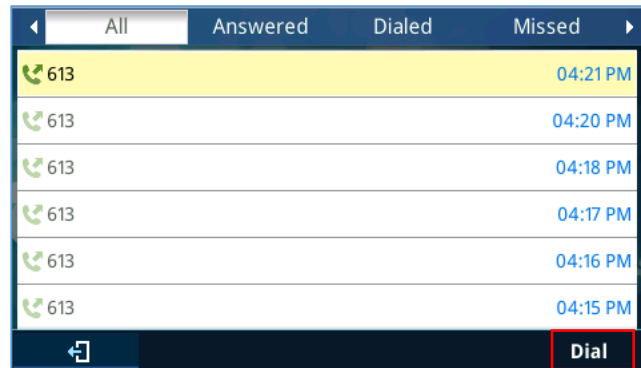 All Answered Dialed Missed
613 04:21 PM
613 04:20 PM
613 04:18 PM
613 04:17 PM
613 04:16 PM
613 04:15 PM
Dial